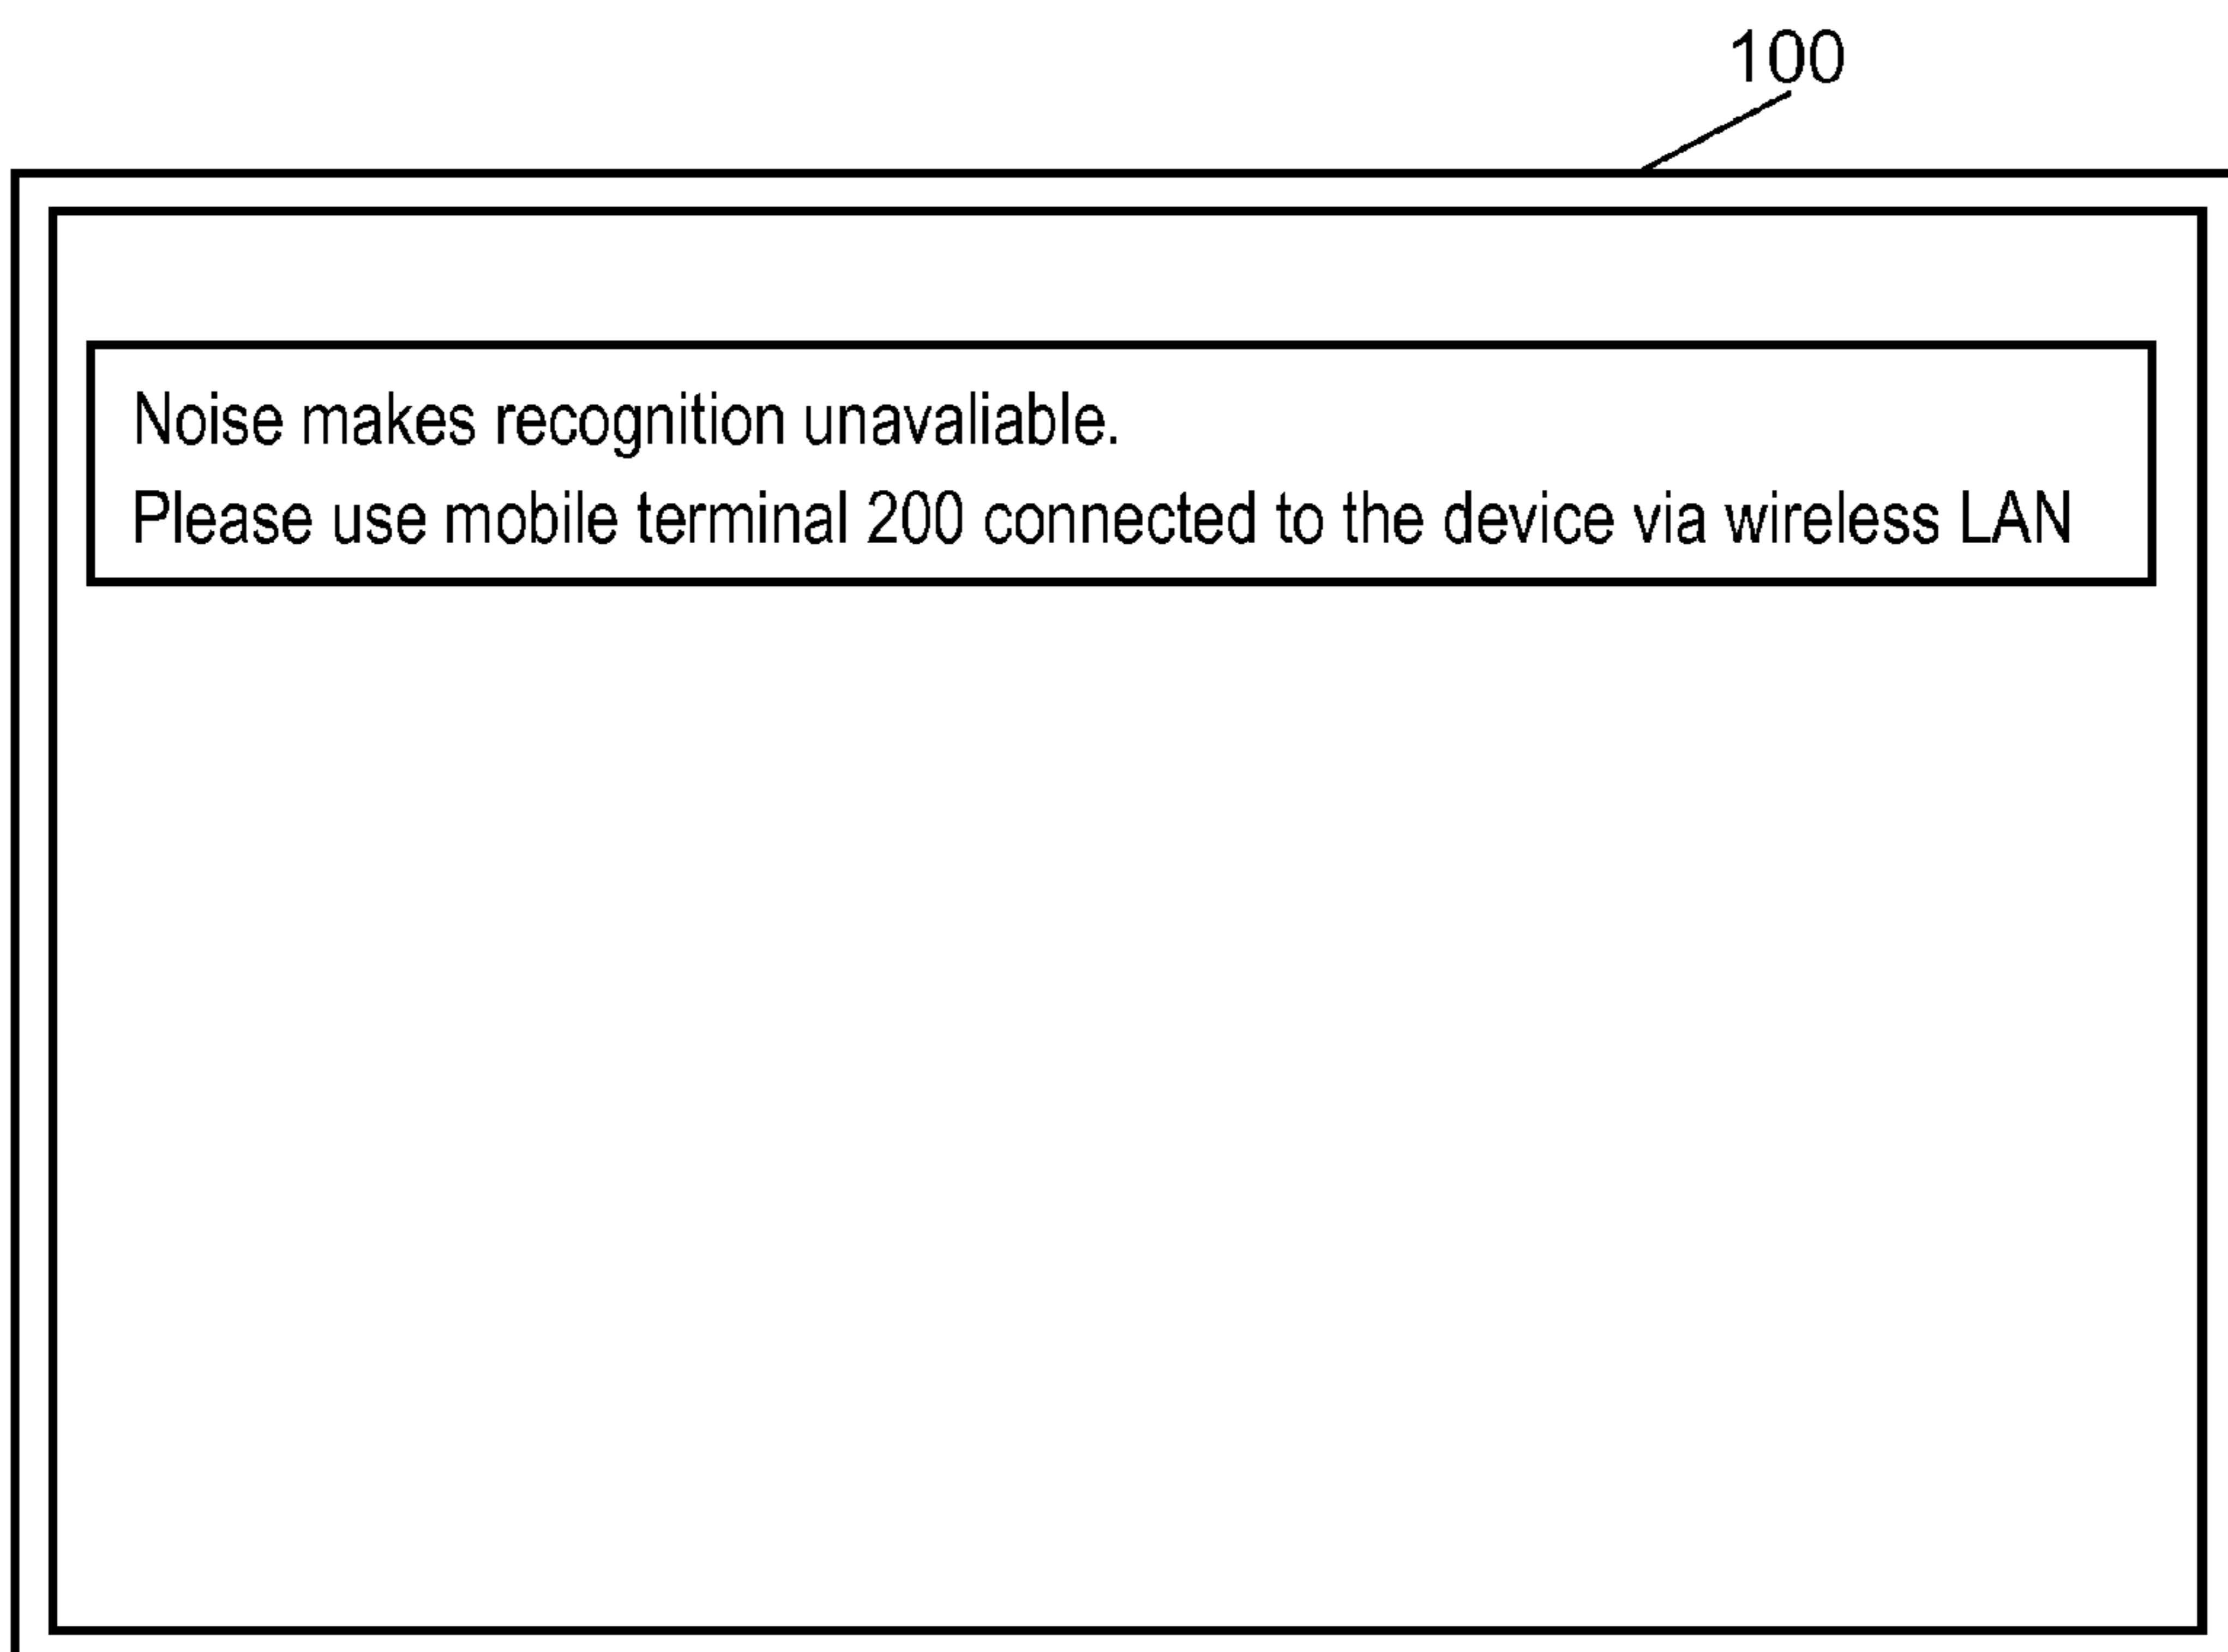 100
Noise makes recognition unavaliable.
Please use mobile terminal 200 connected to the device via wireless LAN